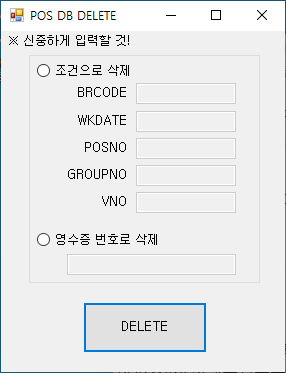 POS DB DELETE
※ 신중하게 입력할 것!
조건으로 삭제
BRCODE
WKDATE
POSNO
GROUPNO
VNO
영수증 번호로 삭제
DELETE